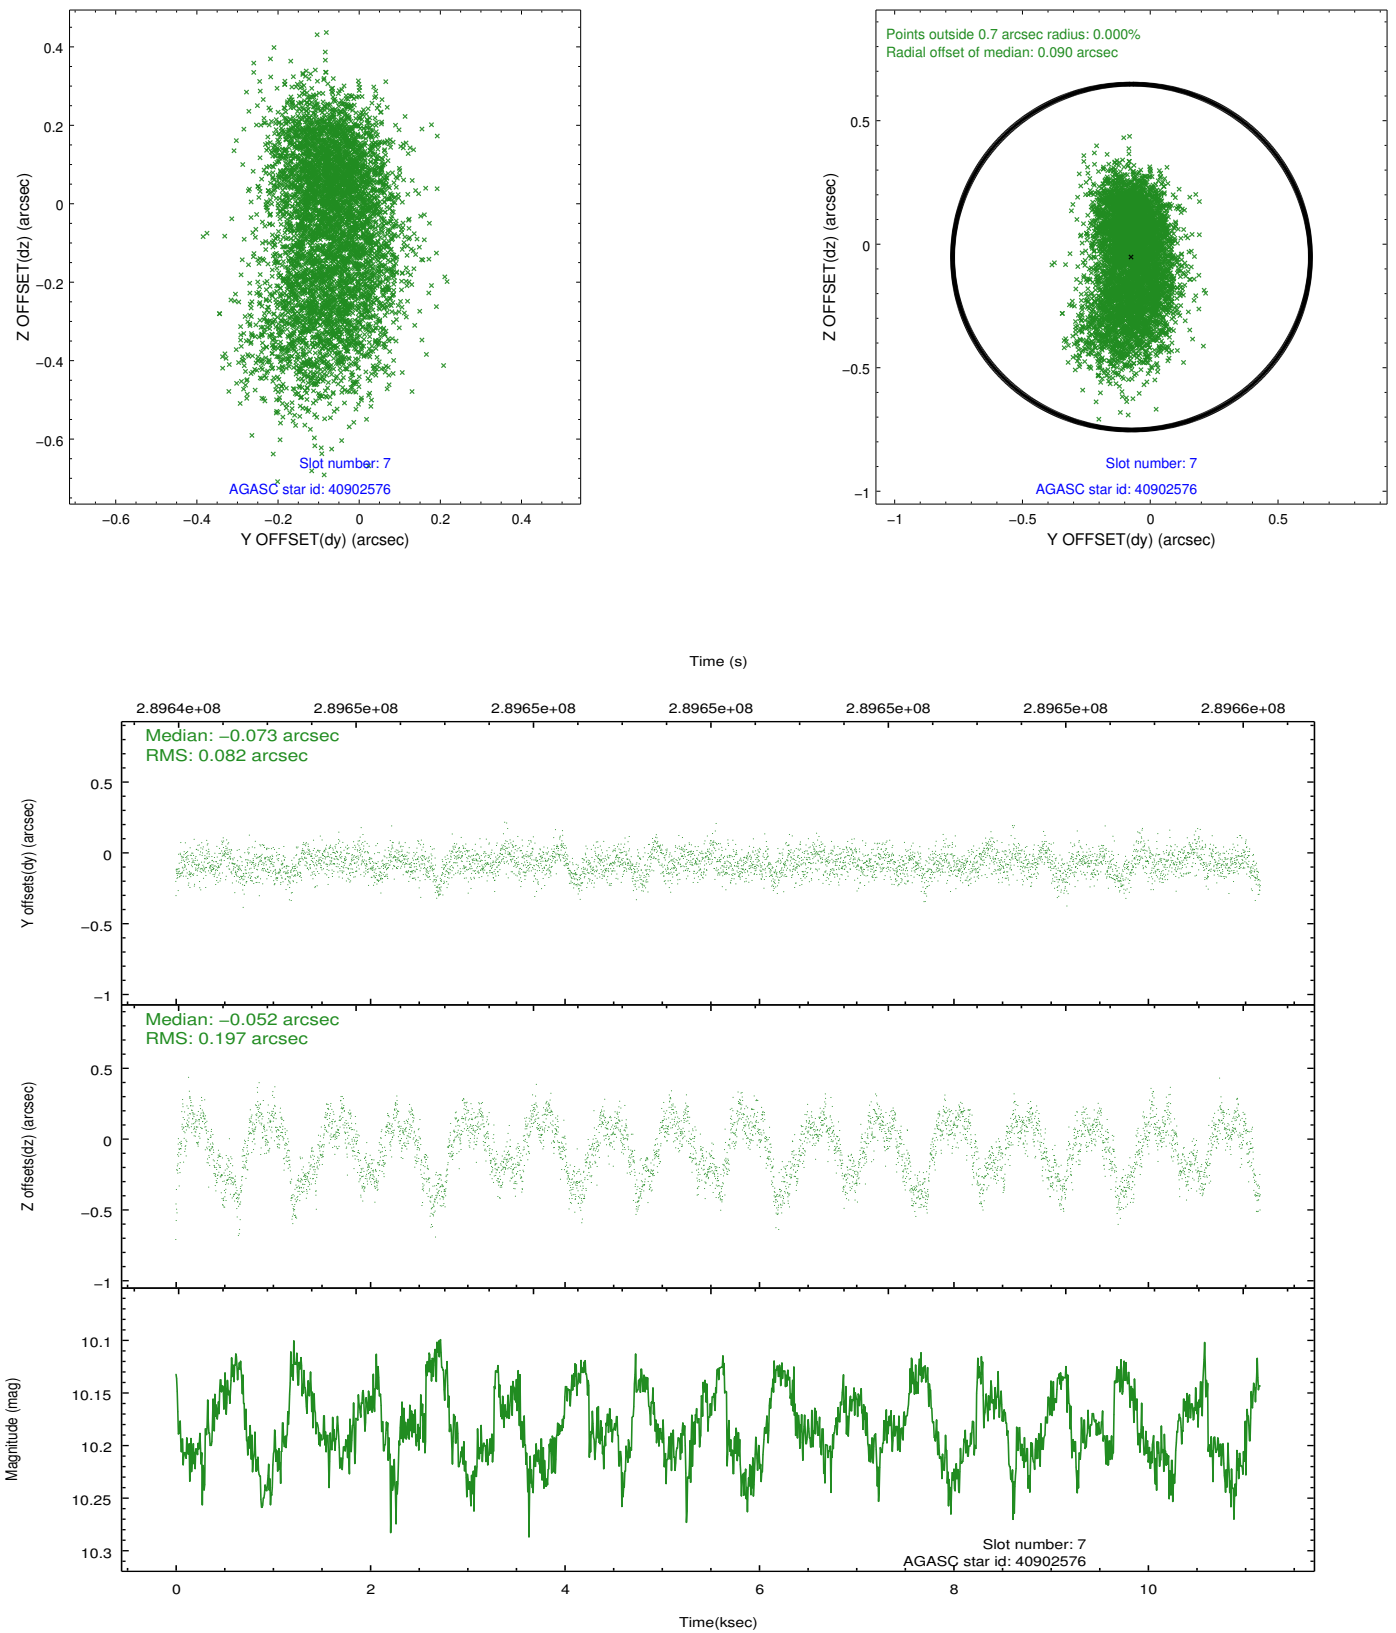 0.4
0.2
0
−0.2
−0.4
−0.6
Z OFFSET(dz) (arcsec)
Slot number: 7
AGASC star id: 40902576
−0.6
−0.4
−0.2
0
0.2
0.4
Y OFFSET(dy) (arcsec)
Points outside 0.7 arcsec radius: 0.000%
Radial offset of median: 0.090 arcsec
0.5
0
−0.5
−1
Z OFFSET(dz) (arcsec)
Slot number: 7
AGASC star id: 40902576
−1
−0.5
0
0.5
Y OFFSET(dy) (arcsec)
Time (s)
2.8964e+08
2.8965e+08
2.8965e+08
2.8965e+08
2.8965e+08
2.8965e+08
2.8966e+08
Median: −0.073 arcsec
RMS: 0.082 arcsec
0.5
0
−0.5
−1
Y offsets(dy) (arcsec)
Median: −0.052 arcsec
RMS: 0.197 arcsec
0.5
0
−0.5
−1
Z offsets(dz) (arcsec)
10.1
10.15
10.2
10.25
10.3
Magnitude (mag)
Slot number: 7
AGASC star id: 40902576
0
2
4
6
8
10
Time(ksec)